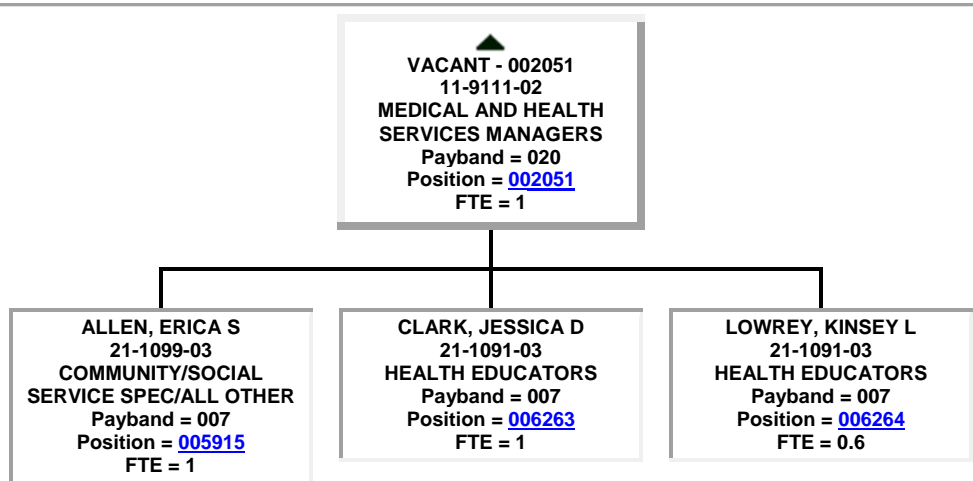 VACANT - 002051
11-9111-02
MEDICAL AND HEALTH
SERVICES MANAGERS
Payband = 020
Position = 002051
FTE = 1
ALLEN, ERICA S
21-1099-03
COMMUNITY/SOCIAL
SERVICE SPEC/ALL OTHER
Payband = 007
Position = 005915
FTE = 1
CLARK, JESSICA D
21-1091-03
HEALTH EDUCATORS
Payband = 007
Position = 006263
FTE = 1
LOWREY, KINSEY L
21-1091-03
HEALTH EDUCATORS
Payband = 007
Position = 006264
FTE = 0.6